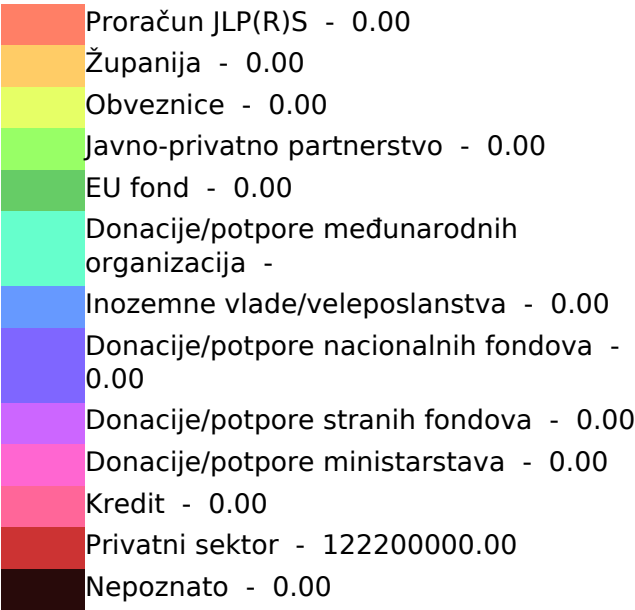 Proračun JLP(R)S - 0.00
Županija - 0.00
Obveznice - 0.00
Javno-privatno partnerstvo - 0.00
EU fond - 0.00
Donacije/potpore međunarodnih
organizacija -
Inozemne vlade/veleposlanstva - 0.00
Donacije/potpore nacionalnih fondova -
0.00
Donacije/potpore stranih fondova - 0.00
Donacije/potpore ministarstava - 0.00
Kredit - 0.00
Privatni sektor - 122200000.00
Nepoznato - 0.00